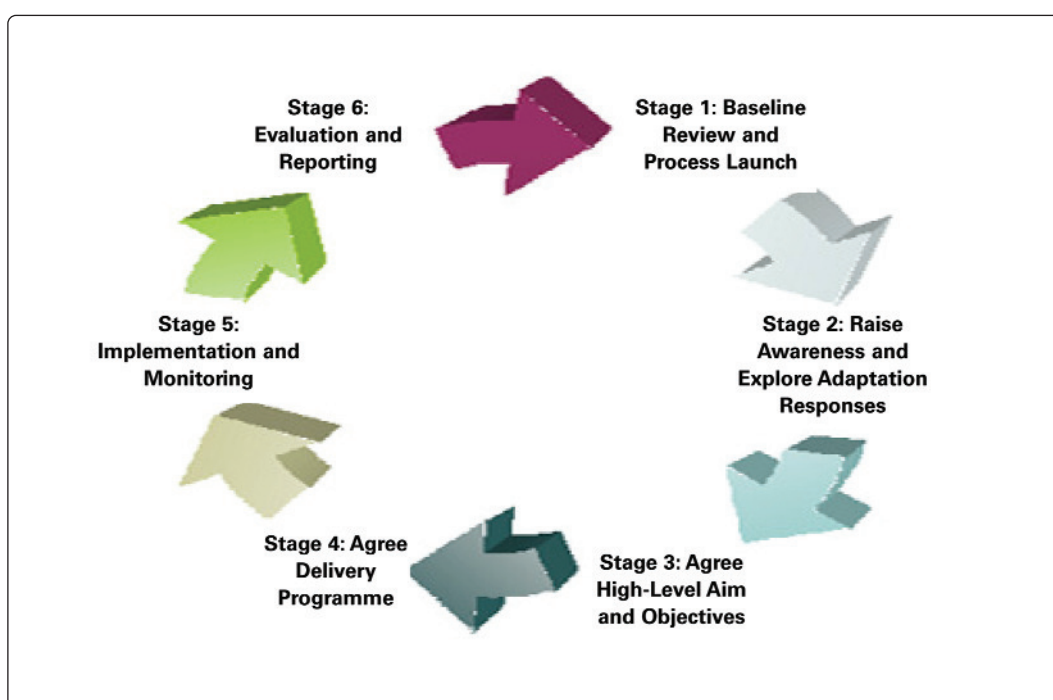 Stage 1: Baseline
Review and
Process Launch
Stage 2: Raise
Awareness and
Explore Adaptation
Responses
Stage 3: Agree
High-Level Aim
and Objectives
Stage 4: Agree
Delivery
Programme
Stage 5:
Implementation and
Monitoring
Stage 6:
Evaluation and
Reporting